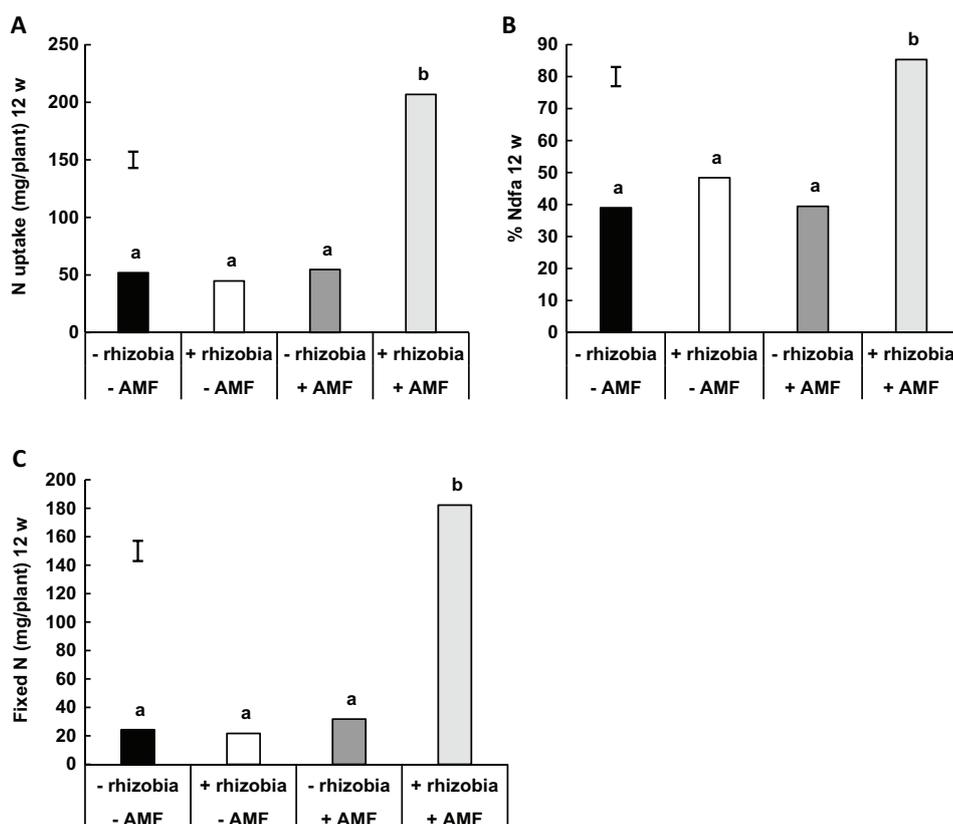 A
N uptake (mg/plant) 12 w
250
200
150
100
50
0
a
a
a
b
- rhizobia + rhizobia - rhizobia + rhizobia
- AMF - AMF + AMF + AMF
B
% Ndfa 12 w
90
80
70
60
50
40
30
20
10
0
a
a
a
b
- rhizobia + rhizobia - rhizobia + rhizobia
- AMF - AMF + AMF + AMF
C
Fixed N (mg/plant) 12 w
200
180
160
140
120
100
80
60
40
20
0
a
a
a
b
- rhizobia + rhizobia - rhizobia + rhizobia
- AMF - AMF + AMF + AMF